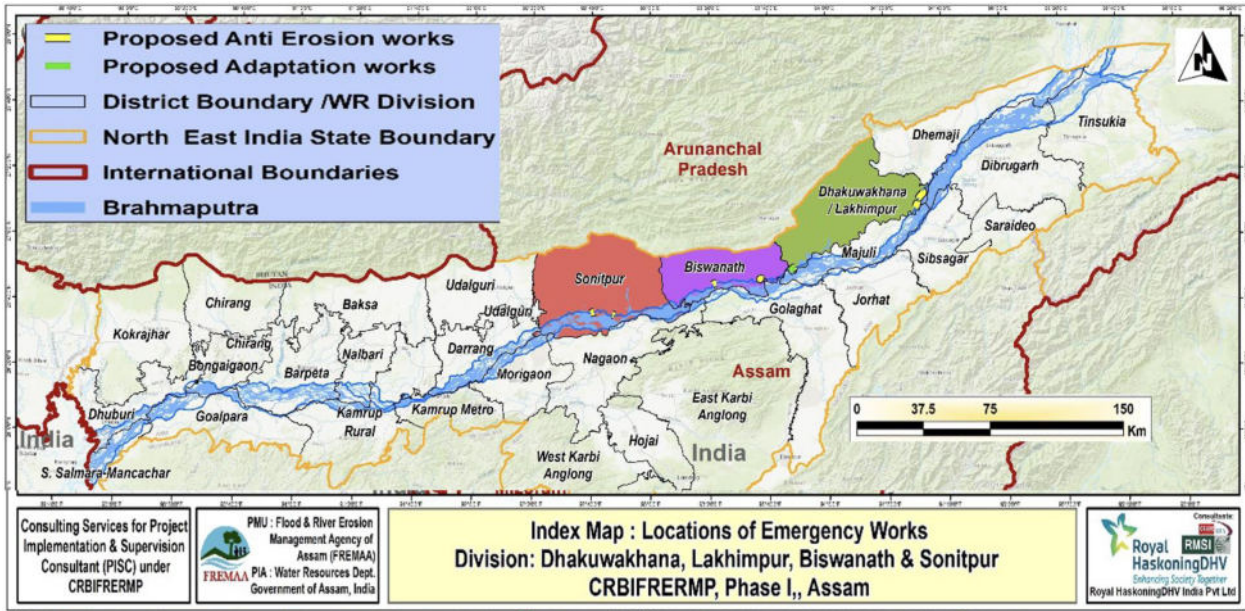 Proposed Anti Erosion works
Proposed Adaptation works
District Boundary /WR Division
North East India State Boundary
International Boundaries
Brahmaputra
N
Arunanchal
Pradesh
Dhemaji
Tinsukia
Dibrugarh
Dhakuwakhana
/ Lakhimpur
Saraideo
Majuli
Sibsagar
Biswanath
Sonitpur
Jorhat
Golaghat
BHUTAN
INDIA
Udalguri
Udalguri
Chirang
Baksa
Kokrajhar
Chirang
Nalbari
Darrang
Nagaon
Bongaigaon
Barpeta
Morigaon
Assam
East Karbi
Anglong
Dhuburi
Goalpara
Kamrup
Rural
Kamrup Metro
India
Hojai
India
West Karbi
Anglong
S. Salmara-Mancachar
0 37.5 75 150
Km
Consulting Services for Project
Implementation & Supervision
Consultant (PISC) under
CRBIFRERMP
FREMAA
PMU : Flood & River Erosion
Management Agency of
Assam (FREMAA)
PIA : Water Resources Dept.
Government of Assam, India
Index Map : Locations of Emergency Works
Division: Dhakuwakhana, Lakhimpur, Biswanath & Sonitpur
CRBIFRERMP, Phase I,, Assam
Consultants:
Royal
HaskoningDHV
Enhancing Society Together
RMSI
Royal HaskoningDHV India Pvt Ltd